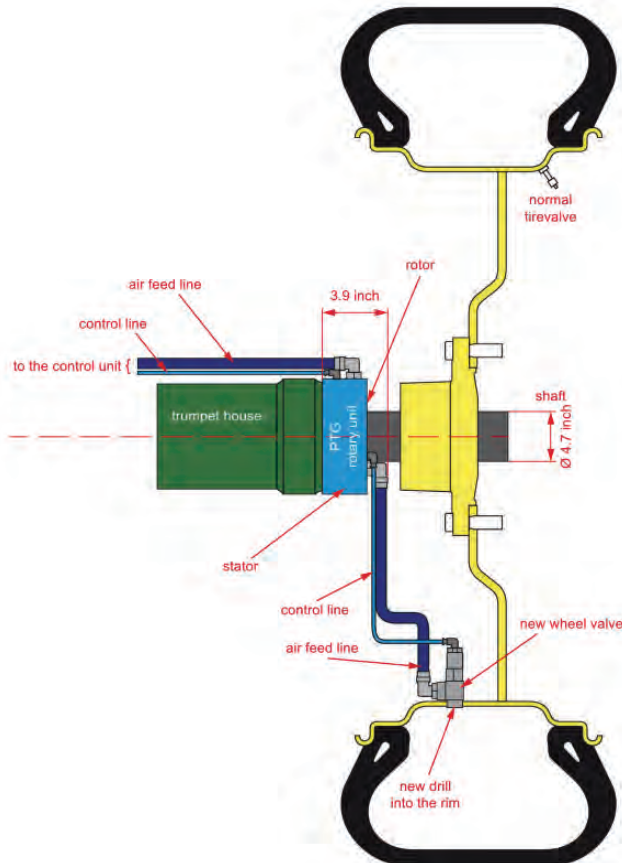 normal
tirevalve
rotor
3.9 inch
air feed line
control line
to the control unit {
shaft
trumpet house
PTG
rotary unit
Ø 4.7 inch
stator
control line
new wheel valve
air feed line
new drill
into the rim